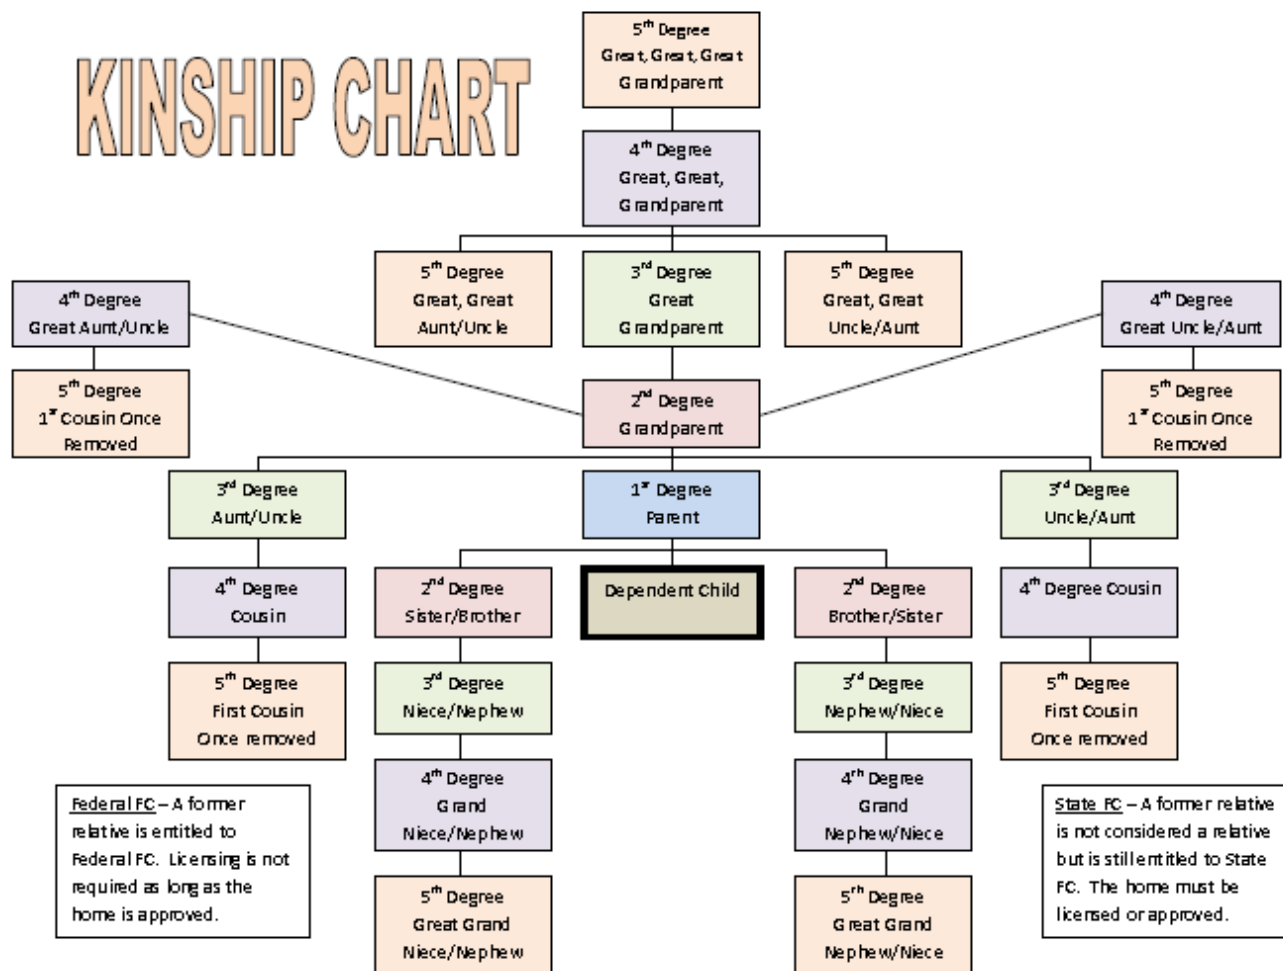 KINSHIP CHART
5th Degree
Great, Great, Great
Grandparent
4th Degree
Great, Great,
Grandparent
5th Degree
Great, Great
Aunt/Uncle
3rd Degree
Great
Grandparent
5th Degree
Great, Great
Uncle/Aunt
4th Degree
Great Aunt/Uncle
4th Degree
Great Uncle/Aunt
5th Degree
1st Cousin Once
Removed
2nd Degree
Grandparent
5th Degree
1st Cousin Once
Removed
3rd Degree
Aunt/Uncle
1st Degree
Parent
3rd Degree
Uncle/Aunt
4th Degree
Cousin
2nd Degree
Sister/Brother
Dependent Child
2nd Degree
Brother/Sister
4th Degree Cousin
5th Degree
First Cousin
Once removed
3rd Degree
Niece/Nephew
3rd Degree
Nephew/Niece
5th Degree
First Cousin
Once removed
4th Degree
Grand
Niece/Nephew
4th Degree
Grand
Nephew/Niece
Federal FC – A former
relative is entitled to
Federal FC. Licensing is not
required as long as the
home is approved.
State FC – A former relative
is not considered a relative
but is still entitled to State
FC. The home must be
licensed or approved.
5th Degree
Great Grand
Niece/Nephew
5th Degree
Great Grand
Nephew/Niece